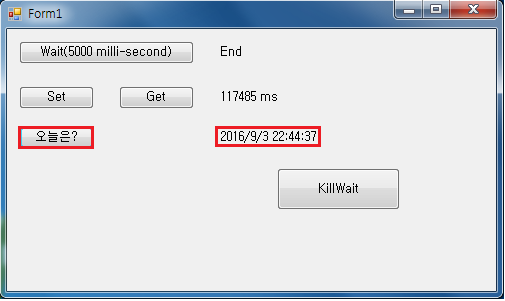 Form1
Wait(5000 milli-second) End
Set Get 117485 ms
오늘은? 2016/9/3 22:44:37
KillWait